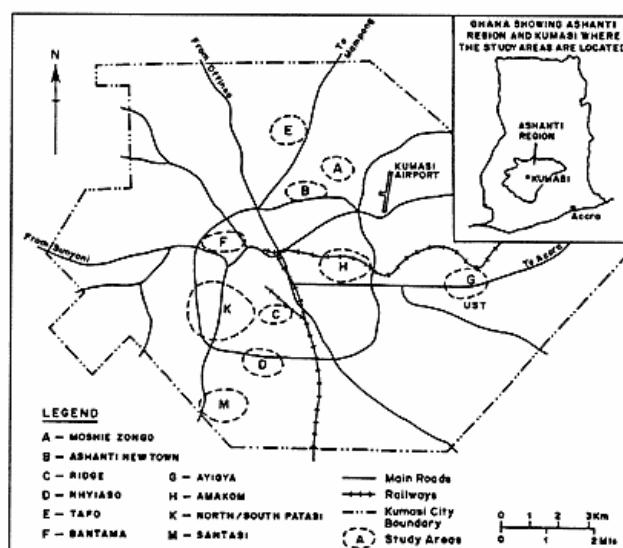 GHANA SHOWING ASHANTI
REGION AND KUMASI WHERE
THE STUDY AREAS ARE LOCATED
ASHANTI
REGION
KUMASI
Accra
N
From Offinso
To Mampong
E
A
KUMASI
AIRPORT
B
From Sunyani
F
H
To Accra
G
UST
K
C
D
M
LEGEND
A – MOSHIE ZONGO
B – ASHANTI NEW TOWN
C – RIDGE
D – NHYIASO
E – TAFO
F – BANTAMA
G – AYIGYA
H – AMAKOM
K – NORTH/SOUTH PATASI
M – SANTASI
Main Roads
Railways
Kumasi City
Boundary
A Study Areas
0 1 2 3Km
0 1 2 Mls